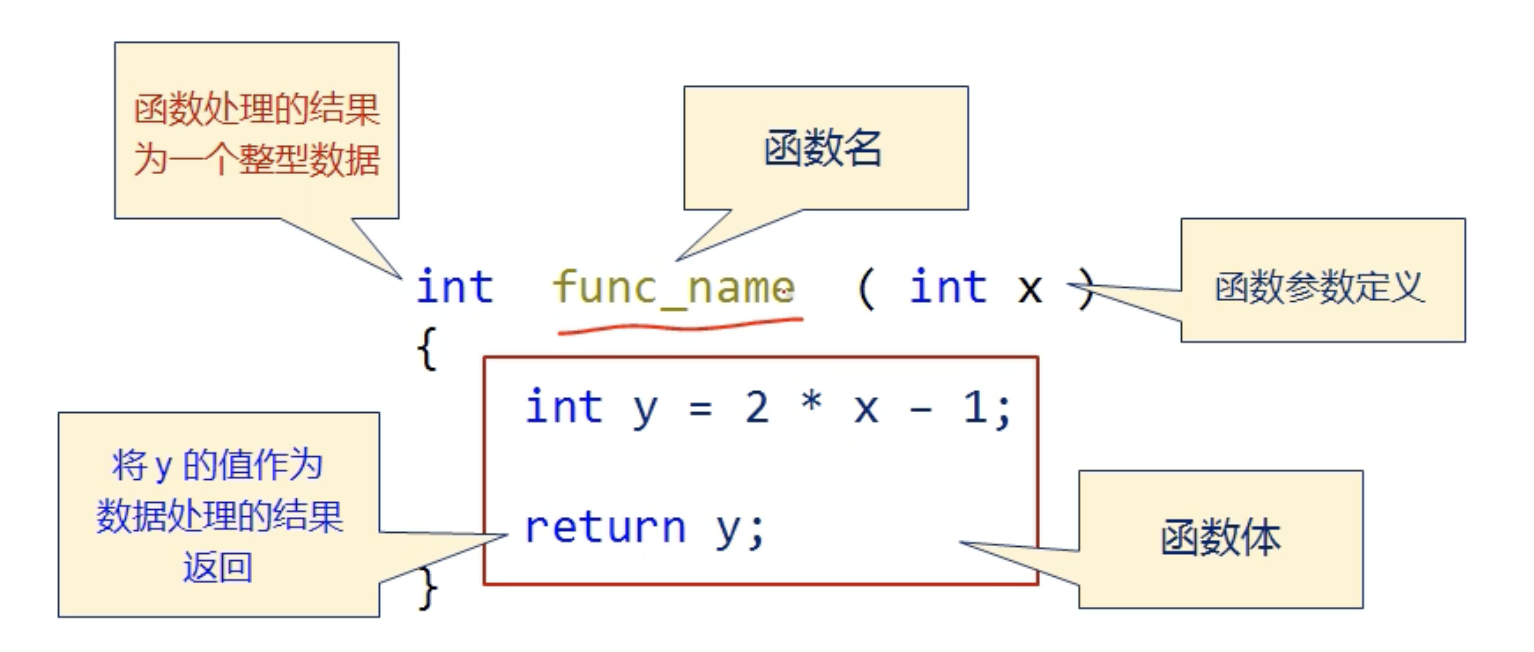 函数处理的结果
为一个整型数据
函数名
int func_name ( int x )
函数参数定义
{
int y = 2 * x – 1;
将 y 的值作为
数据处理的结果
返回
return y;
函数体
}